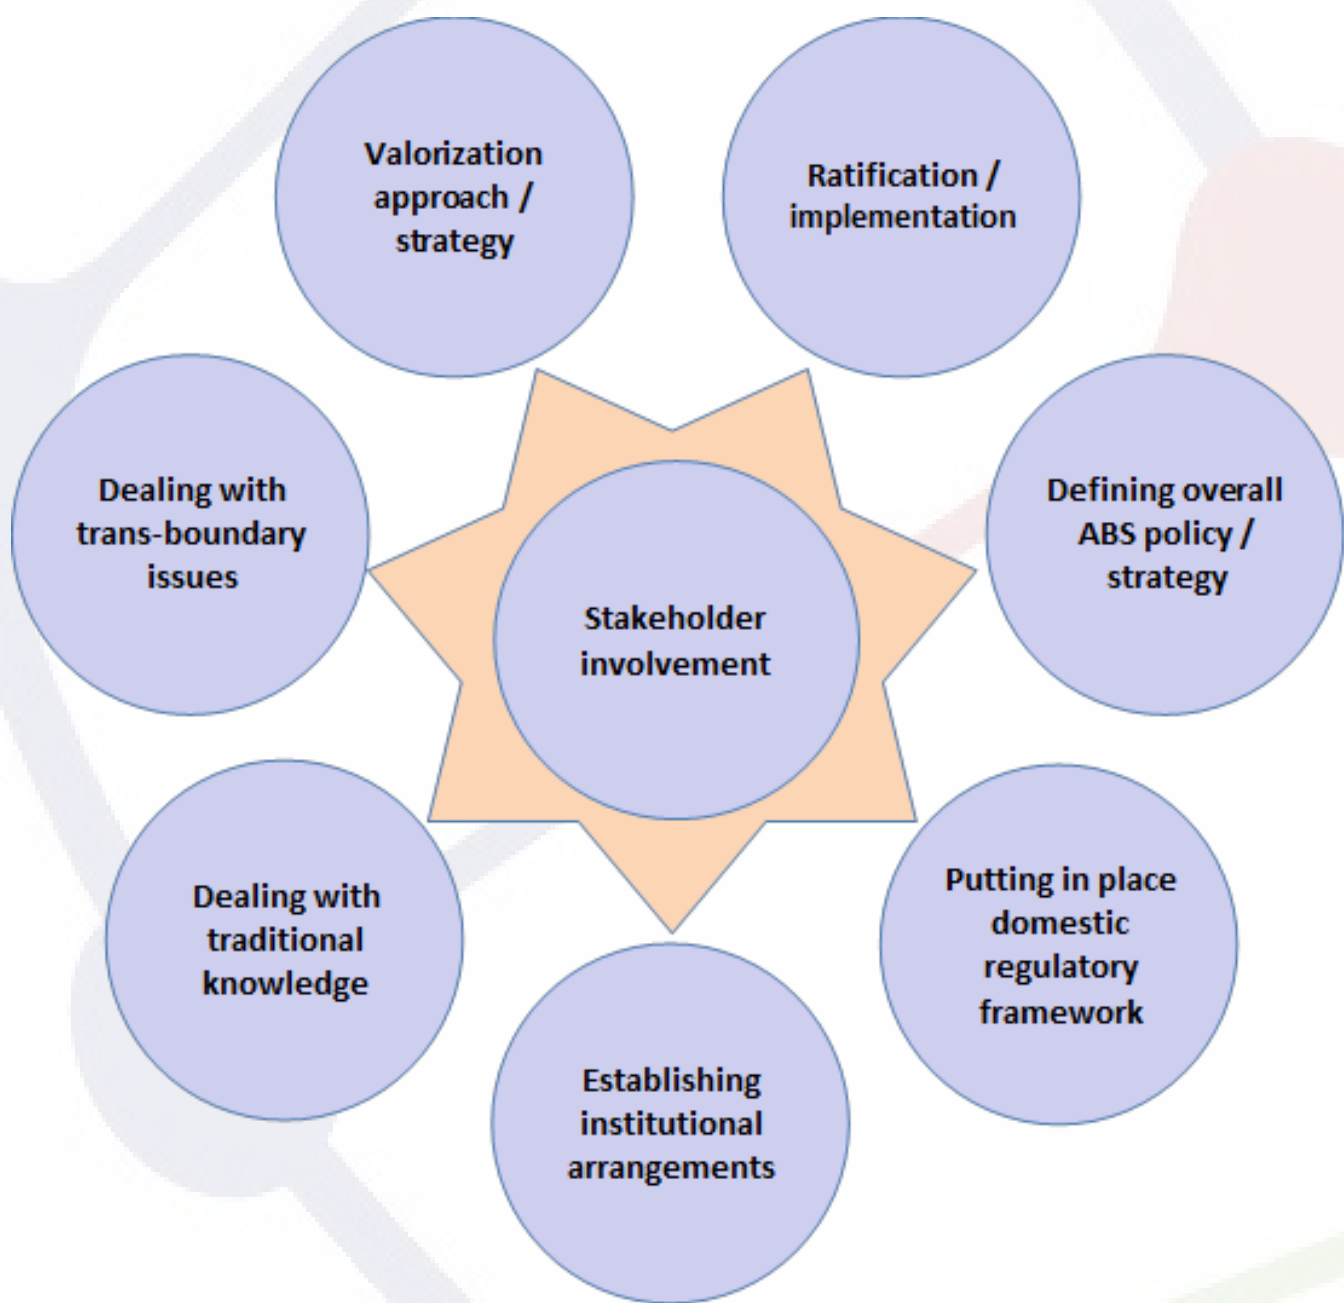 Valorization
approach /
strategy
Ratification /
implementation
Dealing with
trans-boundary
issues
Defining overall
ABS policy /
strategy
Stakeholder
involvement
Dealing with
traditional
knowledge
Putting in place
domestic
regulatory
framework
Establishing
institutional
arrangements